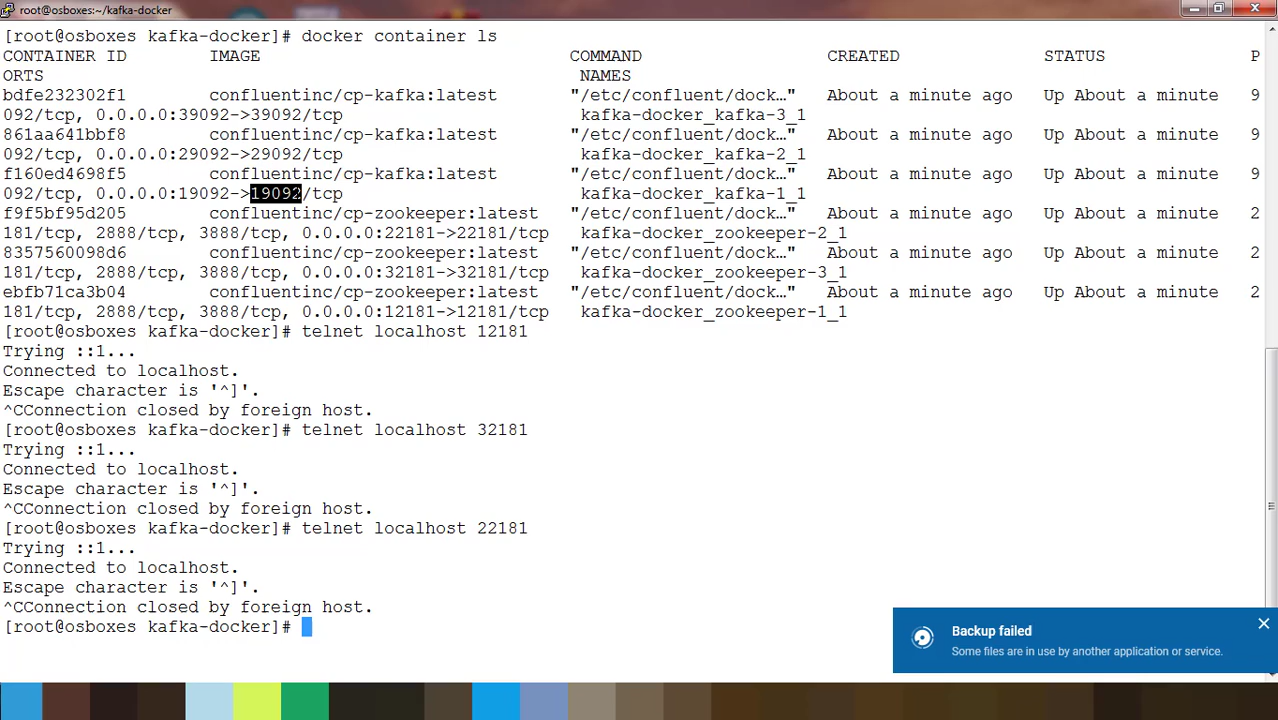 root@osboxes:~/kafka-docker
[root@osboxes kafka-docker]# docker container ls
CONTAINER ID IMAGE COMMAND CREATED STATUS P
ORTS NAMES
bdfe232302f1 confluentinc/cp-kafka:latest "/etc/confluent/dock…" About a minute ago Up About a minute 9
092/tcp, 0.0.0.0:39092->39092/tcp kafka-docker_kafka-3_1
861aa641bbf8 confluentinc/cp-kafka:latest "/etc/confluent/dock…" About a minute ago Up About a minute 9
092/tcp, 0.0.0.0:29092->29092/tcp kafka-docker_kafka-2_1
f160ed4698f5 confluentinc/cp-kafka:latest "/etc/confluent/dock…" About a minute ago Up About a minute 9
092/tcp, 0.0.0.0:19092->19092/tcp kafka-docker_kafka-1_1
f9f5bf95d205 confluentinc/cp-zookeeper:latest "/etc/confluent/dock…" About a minute ago Up About a minute 2
181/tcp, 2888/tcp, 3888/tcp, 0.0.0.0:22181->22181/tcp kafka-docker_zookeeper-2_1
8357560098d6 confluentinc/cp-zookeeper:latest "/etc/confluent/dock…" About a minute ago Up About a minute 2
181/tcp, 2888/tcp, 3888/tcp, 0.0.0.0:32181->32181/tcp kafka-docker_zookeeper-3_1
ebfb71ca3b04 confluentinc/cp-zookeeper:latest "/etc/confluent/dock…" About a minute ago Up About a minute 2
181/tcp, 2888/tcp, 3888/tcp, 0.0.0.0:12181->12181/tcp kafka-docker_zookeeper-1_1
[root@osboxes kafka-docker]# telnet localhost 12181
Trying ::1...
Connected to localhost.
Escape character is '^]'.
^CConnection closed by foreign host.
[root@osboxes kafka-docker]# telnet localhost 32181
Trying ::1...
Connected to localhost.
Escape character is '^]'.
^CConnection closed by foreign host.
[root@osboxes kafka-docker]# telnet localhost 22181
Trying ::1...
Connected to localhost.
Escape character is '^]'.
^CConnection closed by foreign host.
[root@osboxes kafka-docker]#
Backup failed
Some files are in use by another application or service.